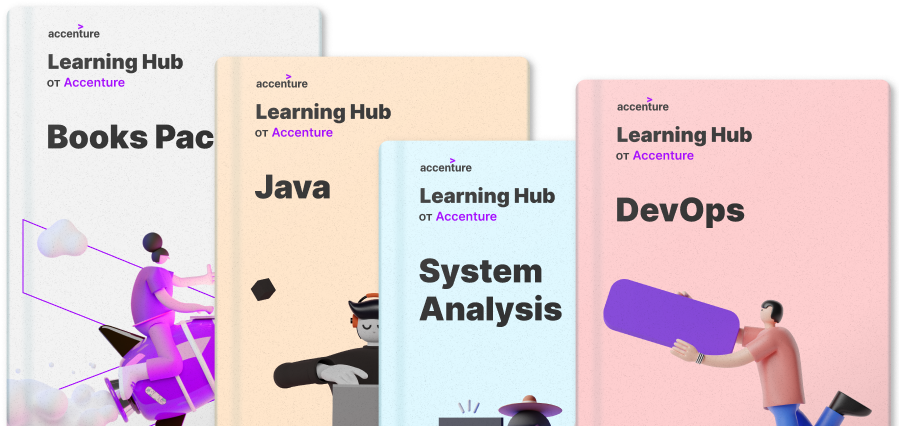 accenture
Learning Hub
от Accenture
Books Pac
accenture
Learning Hub
от Accenture
Java
accenture
Learning Hub
от Accenture
System
Analysis
accenture
Learning Hub
от Accenture
DevOps